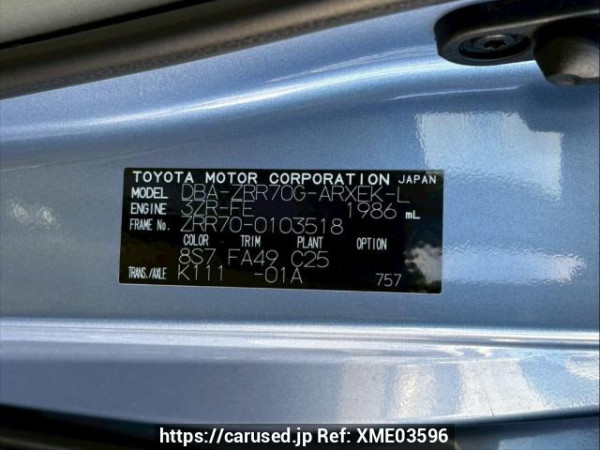 TOYOTA MOTOR CORPORATION JAPAN
MODEL DBA-ZRR70G-ARXEK-L
ENGINE 3ZR-FE 1986 mL
FRAME No. ZRR70-0103518
COLOR TRIM PLANT OPTION
8S7 FA49 C25
TRANS./AXLE K111 -01A 757
https://carused.jp Ref: XME03596